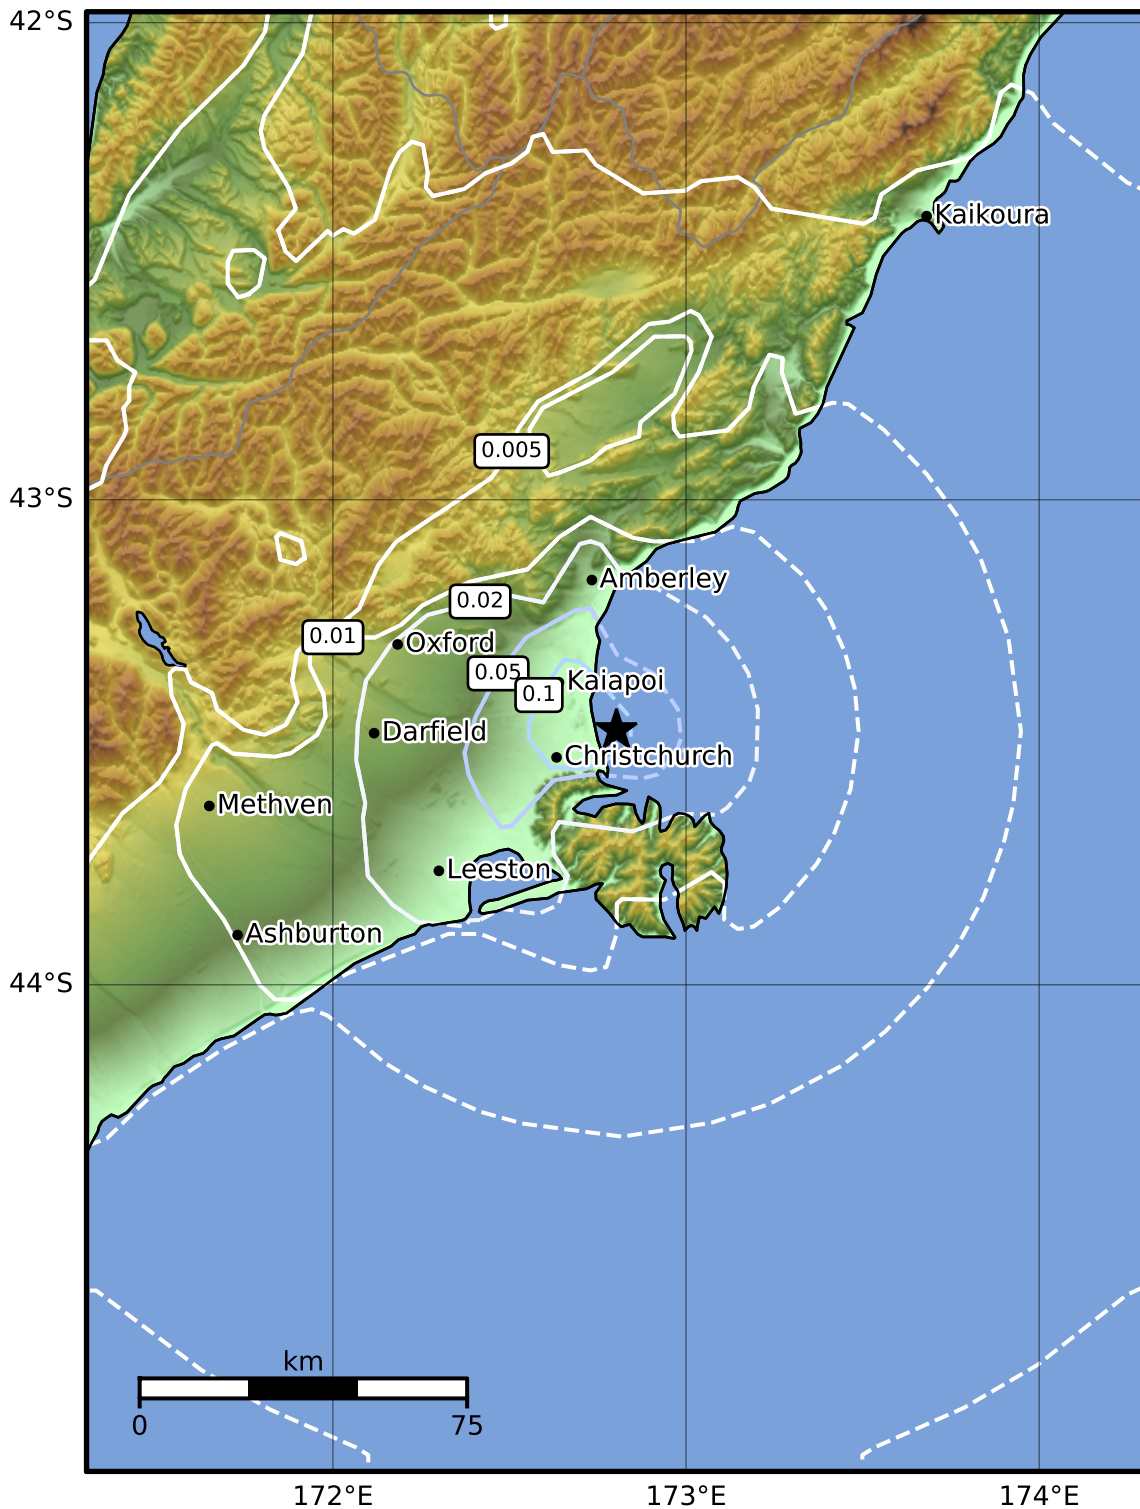 42°S
Kaikoura
0.005
43°S
Amberley
0.02
0.01
Oxford
0.05
Kaiapoi
0.1
Darfield
Christchurch
Methven
Leeston
Ashburton
44°S
km
0
75
172°E
173°E
174°E